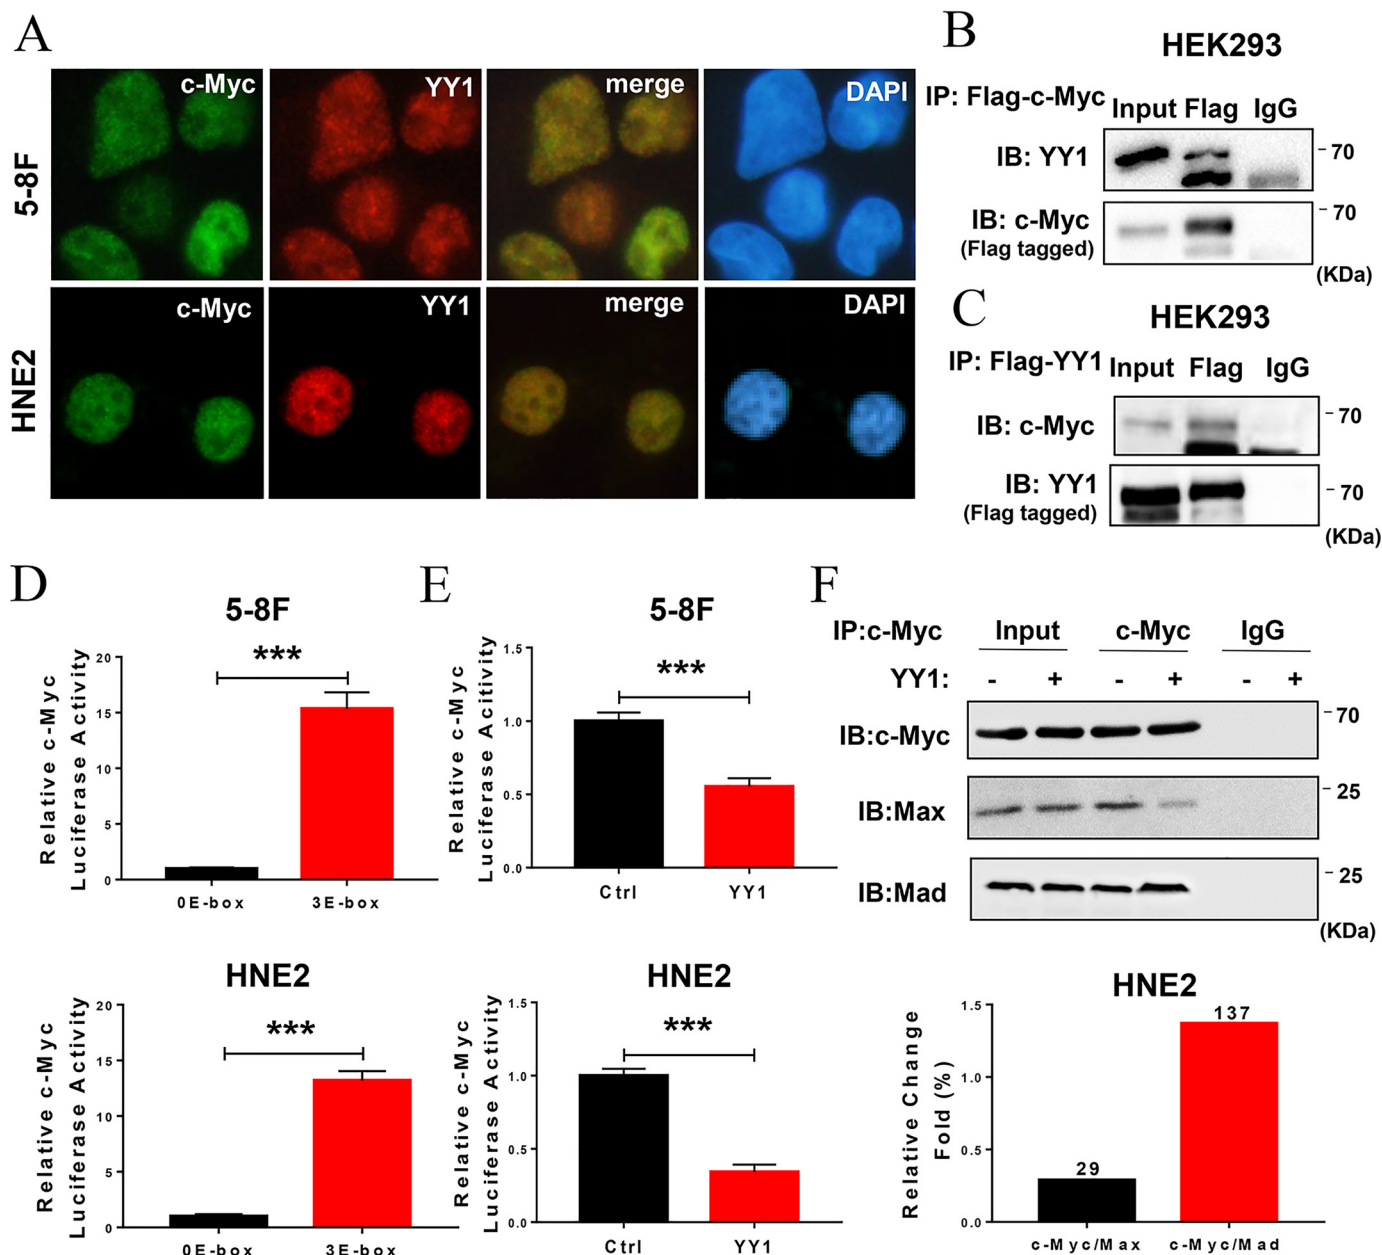 A
c-Myc YY1 merge DAPI
5-8F
c-Myc YY1 merge DAPI
HNE2
B
HEK293
IP: Flag-c-Myc Input Flag IgG
IB: YY1 70
IB: c-Myc 70
(Flag tagged)
(KDa)
C
HEK293
IP: Flag-YY1 Input Flag IgG
IB: c-Myc 70
IB: YY1 70
(Flag tagged)
(KDa)
D
5-8F
Relative c-Myc
Luciferase Activity
20
15
10
5
0
***
0E-box 3E-box
HNE2
Relative c-Myc
Luciferase Activity
20
15
10
5
0
***
0E-box 3E-box
E
5-8F
Relative c-Myc
Luciferase Acitivity
1.5
1.0
0.5
0.0
***
Ctrl YY1
HNE2
Relative c-Myc
Luciferase Activity
1.5
1.0
0.5
0.0
***
Ctrl YY1
F
IP:c-Myc Input c-Myc IgG
YY1: - + - + - +
IB:c-Myc 70
IB:Max 25
IB:Mad 25
(KDa)
HNE2
Relative Change
Fold (%)
1.5
1.0
0.5
0.0
29 137
c-Myc/Max c-Myc/Mad